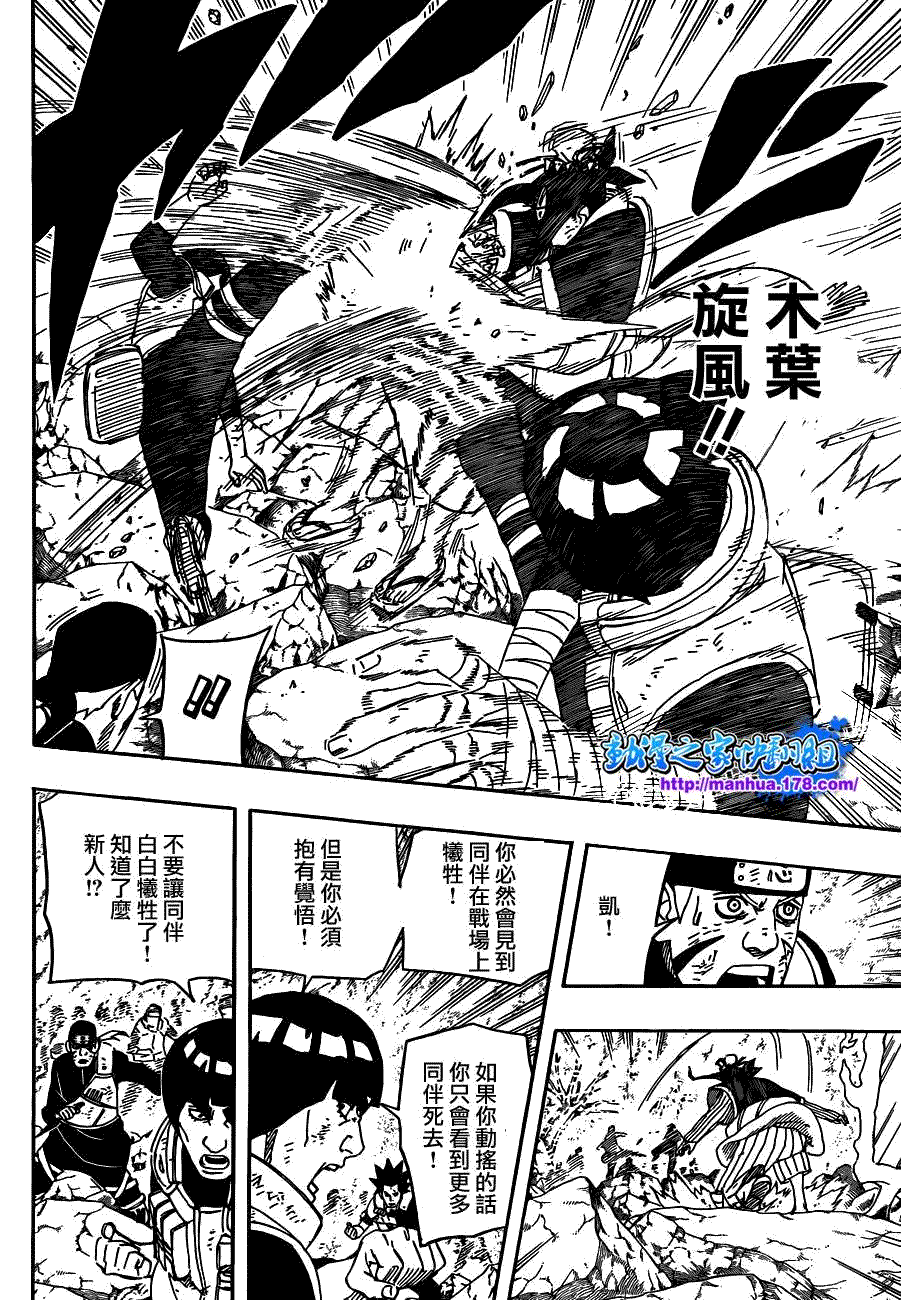 木葉
旋風!!
!!
動漫之家快翻組
http://manhua.178.com/
心
凱！
你必然會見到
同伴在戰場上
犧牲！
但是你必須
抱有覺悟！
如果你動搖的話
你只會看到更多
同伴死去！
不要讓同伴
白白犧牲了！
知道了麼
新人!?